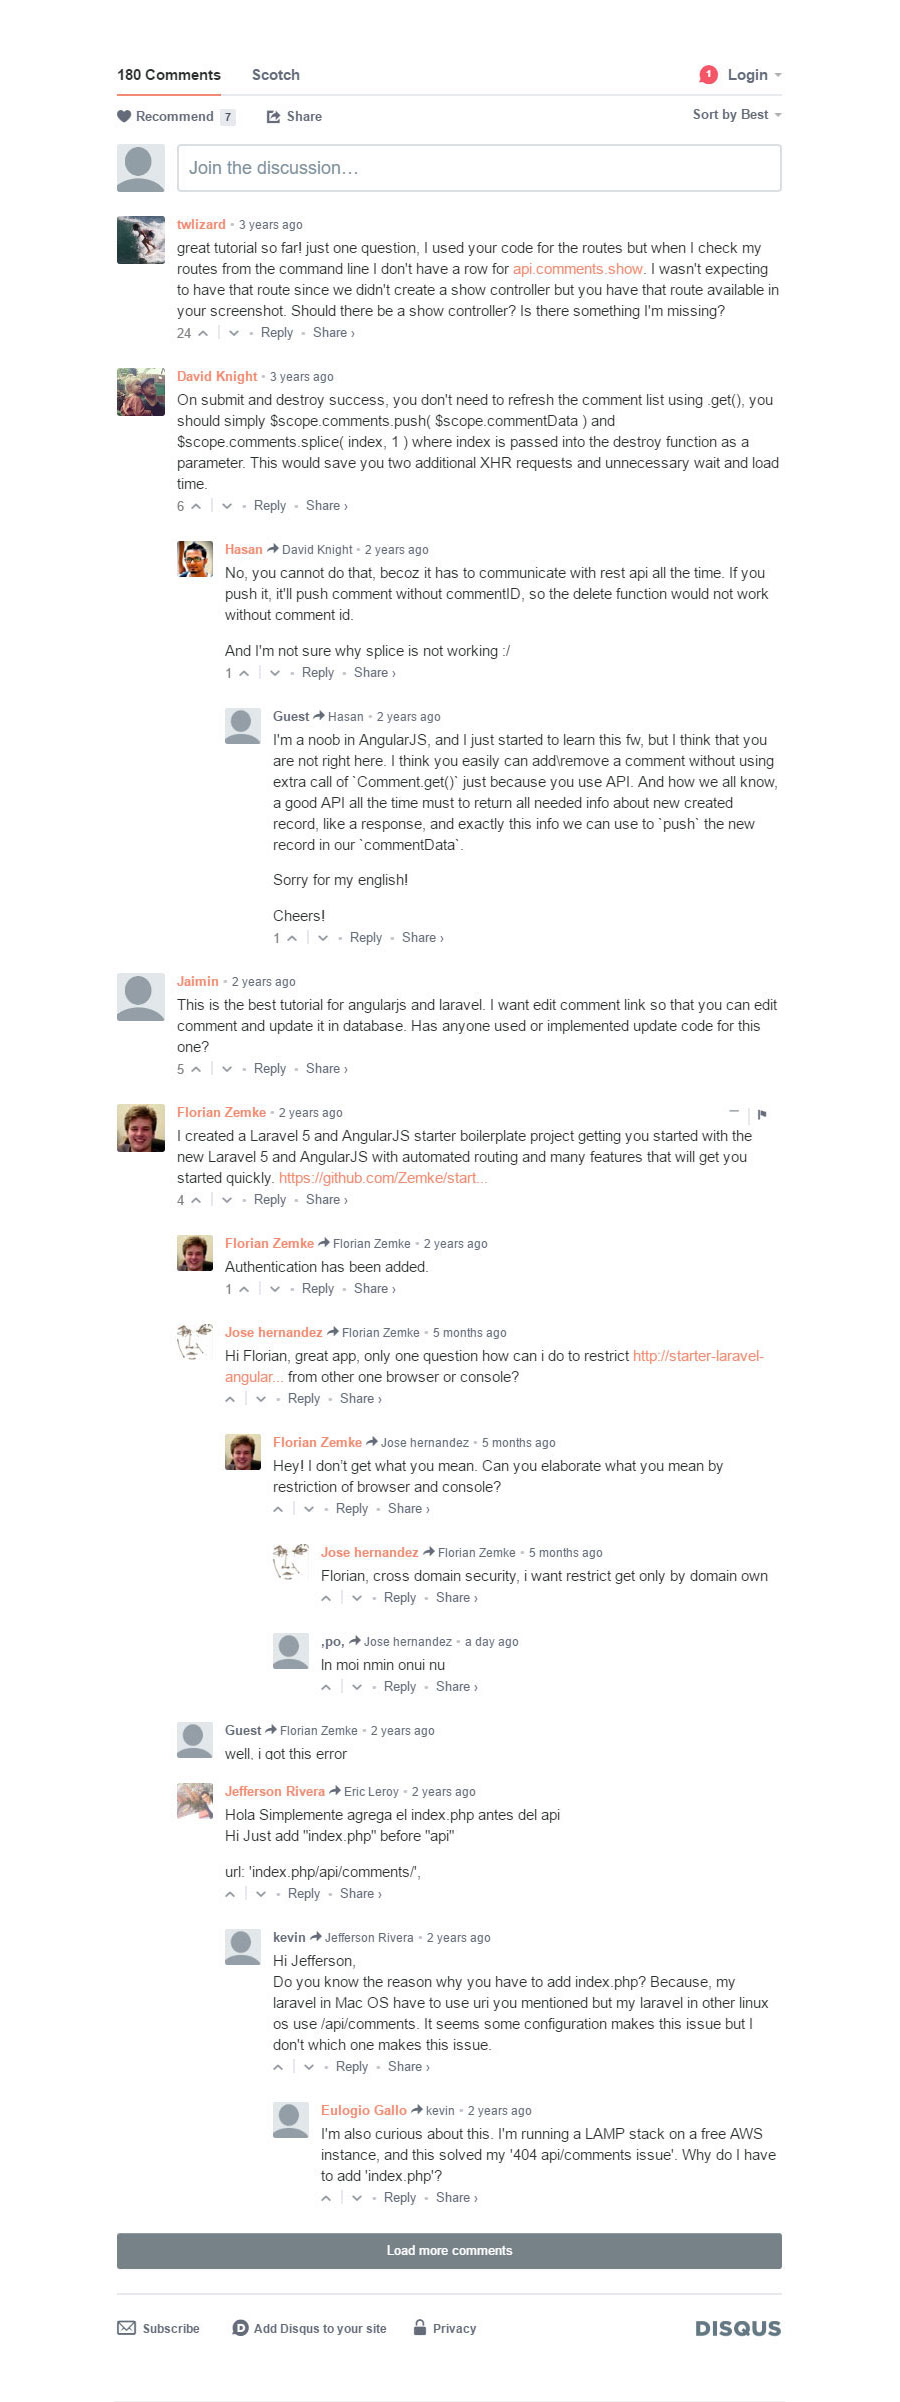 180 Comments Scotch 1 Login
Recommend 7 Share Sort by Best
Join the discussion…
twlizard • 3 years ago
great tutorial so far! just one question, I used your code for the routes but when I check my
routes from the command line I don't have a row for api.comments.show. I wasn't expecting
to have that route since we didn't create a show controller but you have that route available in
your screenshot. Should there be a show controller? Is there something I'm missing?
24 • Reply • Share ›
David Knight • 3 years ago
On submit and destroy success, you don't need to refresh the comment list using .get(), you
should simply $scope.comments.push( $scope.commentData ) and
$scope.comments.splice( index, 1 ) where index is passed into the destroy function as a
parameter. This would save you two additional XHR requests and unnecessary wait and load
time.
6 • Reply • Share ›
Hasan David Knight • 2 years ago
No, you cannot do that, becoz it has to communicate with rest api all the time. If you
push it, it'll push comment without commentID, so the delete function would not work
without comment id.
And I'm not sure why splice is not working :/
1 • Reply • Share ›
Guest Hasan • 2 years ago
I'm a noob in AngularJS, and I just started to learn this fw, but I think that you
are not right here. I think you easily can add\remove a comment without using
extra call of `Comment.get()` just because you use API. And how we all know,
a good API all the time must to return all needed info about new created
record, like a response, and exactly this info we can use to `push` the new
record in our `commentData`.
Sorry for my english!
Cheers!
1 • Reply • Share ›
Jaimin • 2 years ago
This is the best tutorial for angularjs and laravel. I want edit comment link so that you can edit
comment and update it in database. Has anyone used or implemented update code for this
one?
5 • Reply • Share ›
Florian Zemke • 2 years ago
I created a Laravel 5 and AngularJS starter boilerplate project getting you started with the
new Laravel 5 and AngularJS with automated routing and many features that will get you
started quickly. https://github.com/Zemke/start...
4 • Reply • Share ›
Florian Zemke Florian Zemke • 2 years ago
Authentication has been added.
1 • Reply • Share ›
Jose hernandez Florian Zemke • 5 months ago
Hi Florian, great app, only one question how can i do to restrict http://starter-laravel-
angular... from other one browser or console?
• Reply • Share ›
Florian Zemke Jose hernandez • 5 months ago
Hey! I don’t get what you mean. Can you elaborate what you mean by
restriction of browser and console?
• Reply • Share ›
Jose hernandez Florian Zemke • 5 months ago
Florian, cross domain security, i want restrict get only by domain own
• Reply • Share ›
,po, Jose hernandez • a day ago
In moi nmin onui nu
• Reply • Share ›
Guest Florian Zemke • 2 years ago
well, i got this error
Jefferson Rivera Eric Leroy • 2 years ago
Hola Simplemente agrega el index.php antes del api
Hi Just add "index.php" before "api"
url: 'index.php/api/comments/',
• Reply • Share ›
kevin Jefferson Rivera • 2 years ago
Hi Jefferson,
Do you know the reason why you have to add index.php? Because, my
laravel in Mac OS have to use uri you mentioned but my laravel in other linux
os use /api/comments. It seems some configuration makes this issue but I
don't which one makes this issue.
• Reply • Share ›
Eulogio Gallo kevin • 2 years ago
I'm also curious about this. I'm running a LAMP stack on a free AWS
instance, and this solved my '404 api/comments issue'. Why do I have
to add 'index.php'?
• Reply • Share ›
Load more comments
Subscribe D Add Disqus to your site Privacy DISQUS